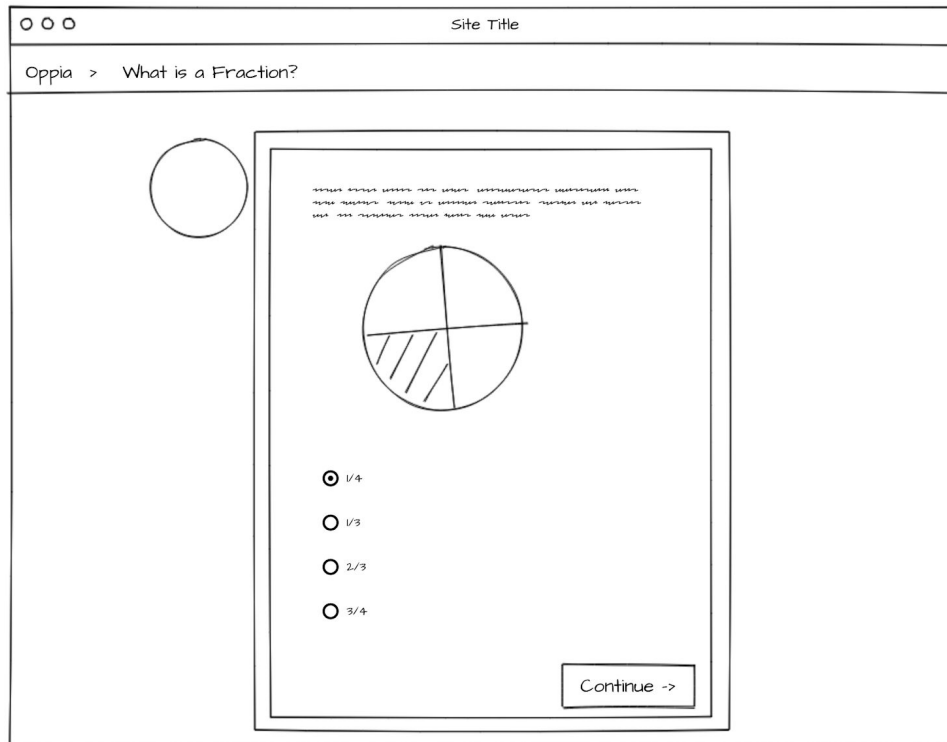 Site Title
Oppia > What is a Fraction?
1/4
1/3
2/3
3/4
Continue ->